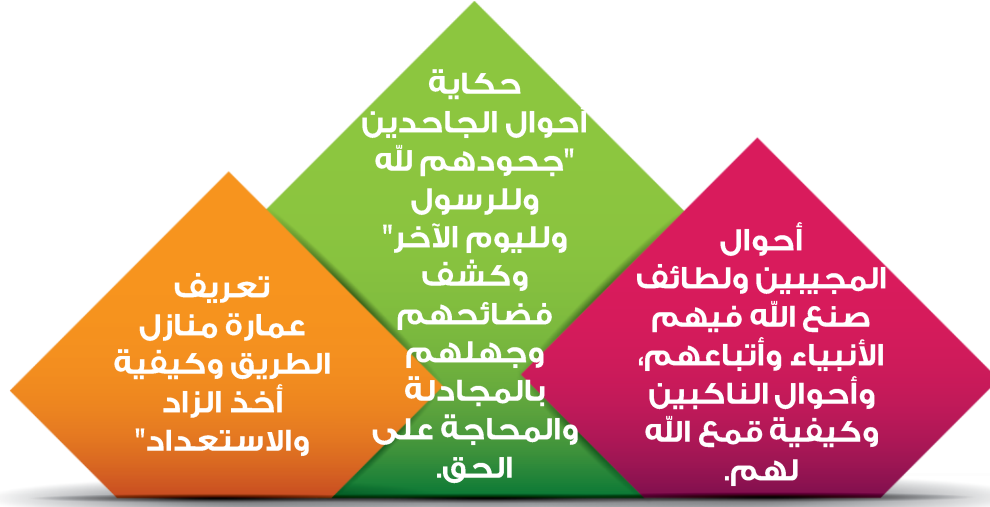 أحوال
المجيبين ولطائف
صنع الله فيهم
الأنبياء وأتباعهم،
وأحوال الناكبين
وكيفية قمع الله
لهم.
حكاية
أحوال الجاحدين
"جحودهم لله
وللرسول
ولليوم الآخر"
وكشف
فضائحهم
وجهلهم
بالمجادلة
والمحاجة على
الحق.
تعريف
عمارة منازل
الطريق وكيفية
أخذ الزاد
والاستعداد"